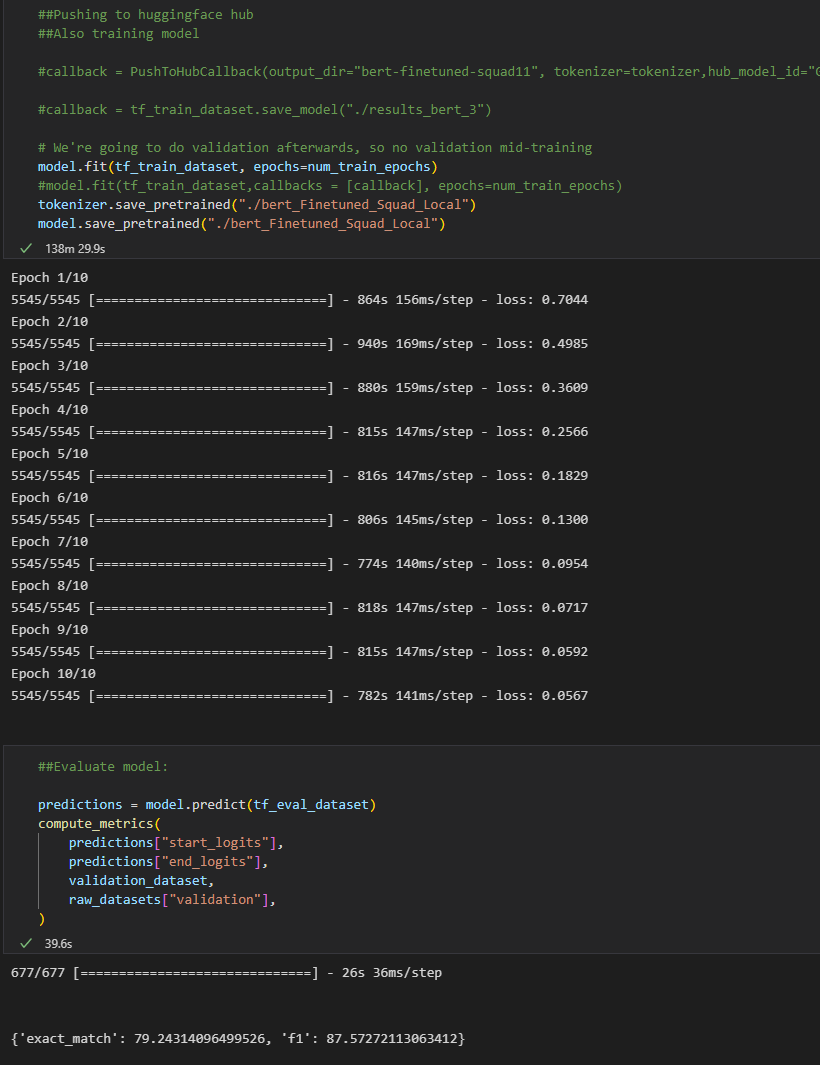 ##Pushing to huggingface hub
##Also training model
#callback = PushToHubCallback(output_dir="bert-finetuned-squad11", tokenizer=tokenizer,hub_model_id="
#callback = tf_train_dataset.save_model("./results_bert_3")
# We're going to do validation afterwards, so no validation mid-training
model.fit(tf_train_dataset, epochs=num_train_epochs)
#model.fit(tf_train_dataset,callbacks = [callback], epochs=num_train_epochs)
tokenizer.save_pretrained("./bert_Finetuned_Squad_Local")
model.save_pretrained("./bert_Finetuned_Squad_Local")
138m 29.9s
Epoch 1/10
5545/5545 [==============================] - 864s 156ms/step - loss: 0.7044
Epoch 2/10
5545/5545 [==============================] - 940s 169ms/step - loss: 0.4985
Epoch 3/10
5545/5545 [==============================] - 880s 159ms/step - loss: 0.3609
Epoch 4/10
5545/5545 [==============================] - 815s 147ms/step - loss: 0.2566
Epoch 5/10
5545/5545 [==============================] - 816s 147ms/step - loss: 0.1829
Epoch 6/10
5545/5545 [==============================] - 806s 145ms/step - loss: 0.1300
Epoch 7/10
5545/5545 [==============================] - 774s 140ms/step - loss: 0.0954
Epoch 8/10
5545/5545 [==============================] - 818s 147ms/step - loss: 0.0717
Epoch 9/10
5545/5545 [==============================] - 815s 147ms/step - loss: 0.0592
Epoch 10/10
5545/5545 [==============================] - 782s 141ms/step - loss: 0.0567
##Evaluate model:
predictions = model.predict(tf_eval_dataset)
compute_metrics(
predictions["start_logits"],
predictions["end_logits"],
validation_dataset,
raw_datasets["validation"],
)
39.6s
677/677 [==============================] - 26s 36ms/step
{'exact_match': 79.24314096499526, 'f1': 87.57272113063412}